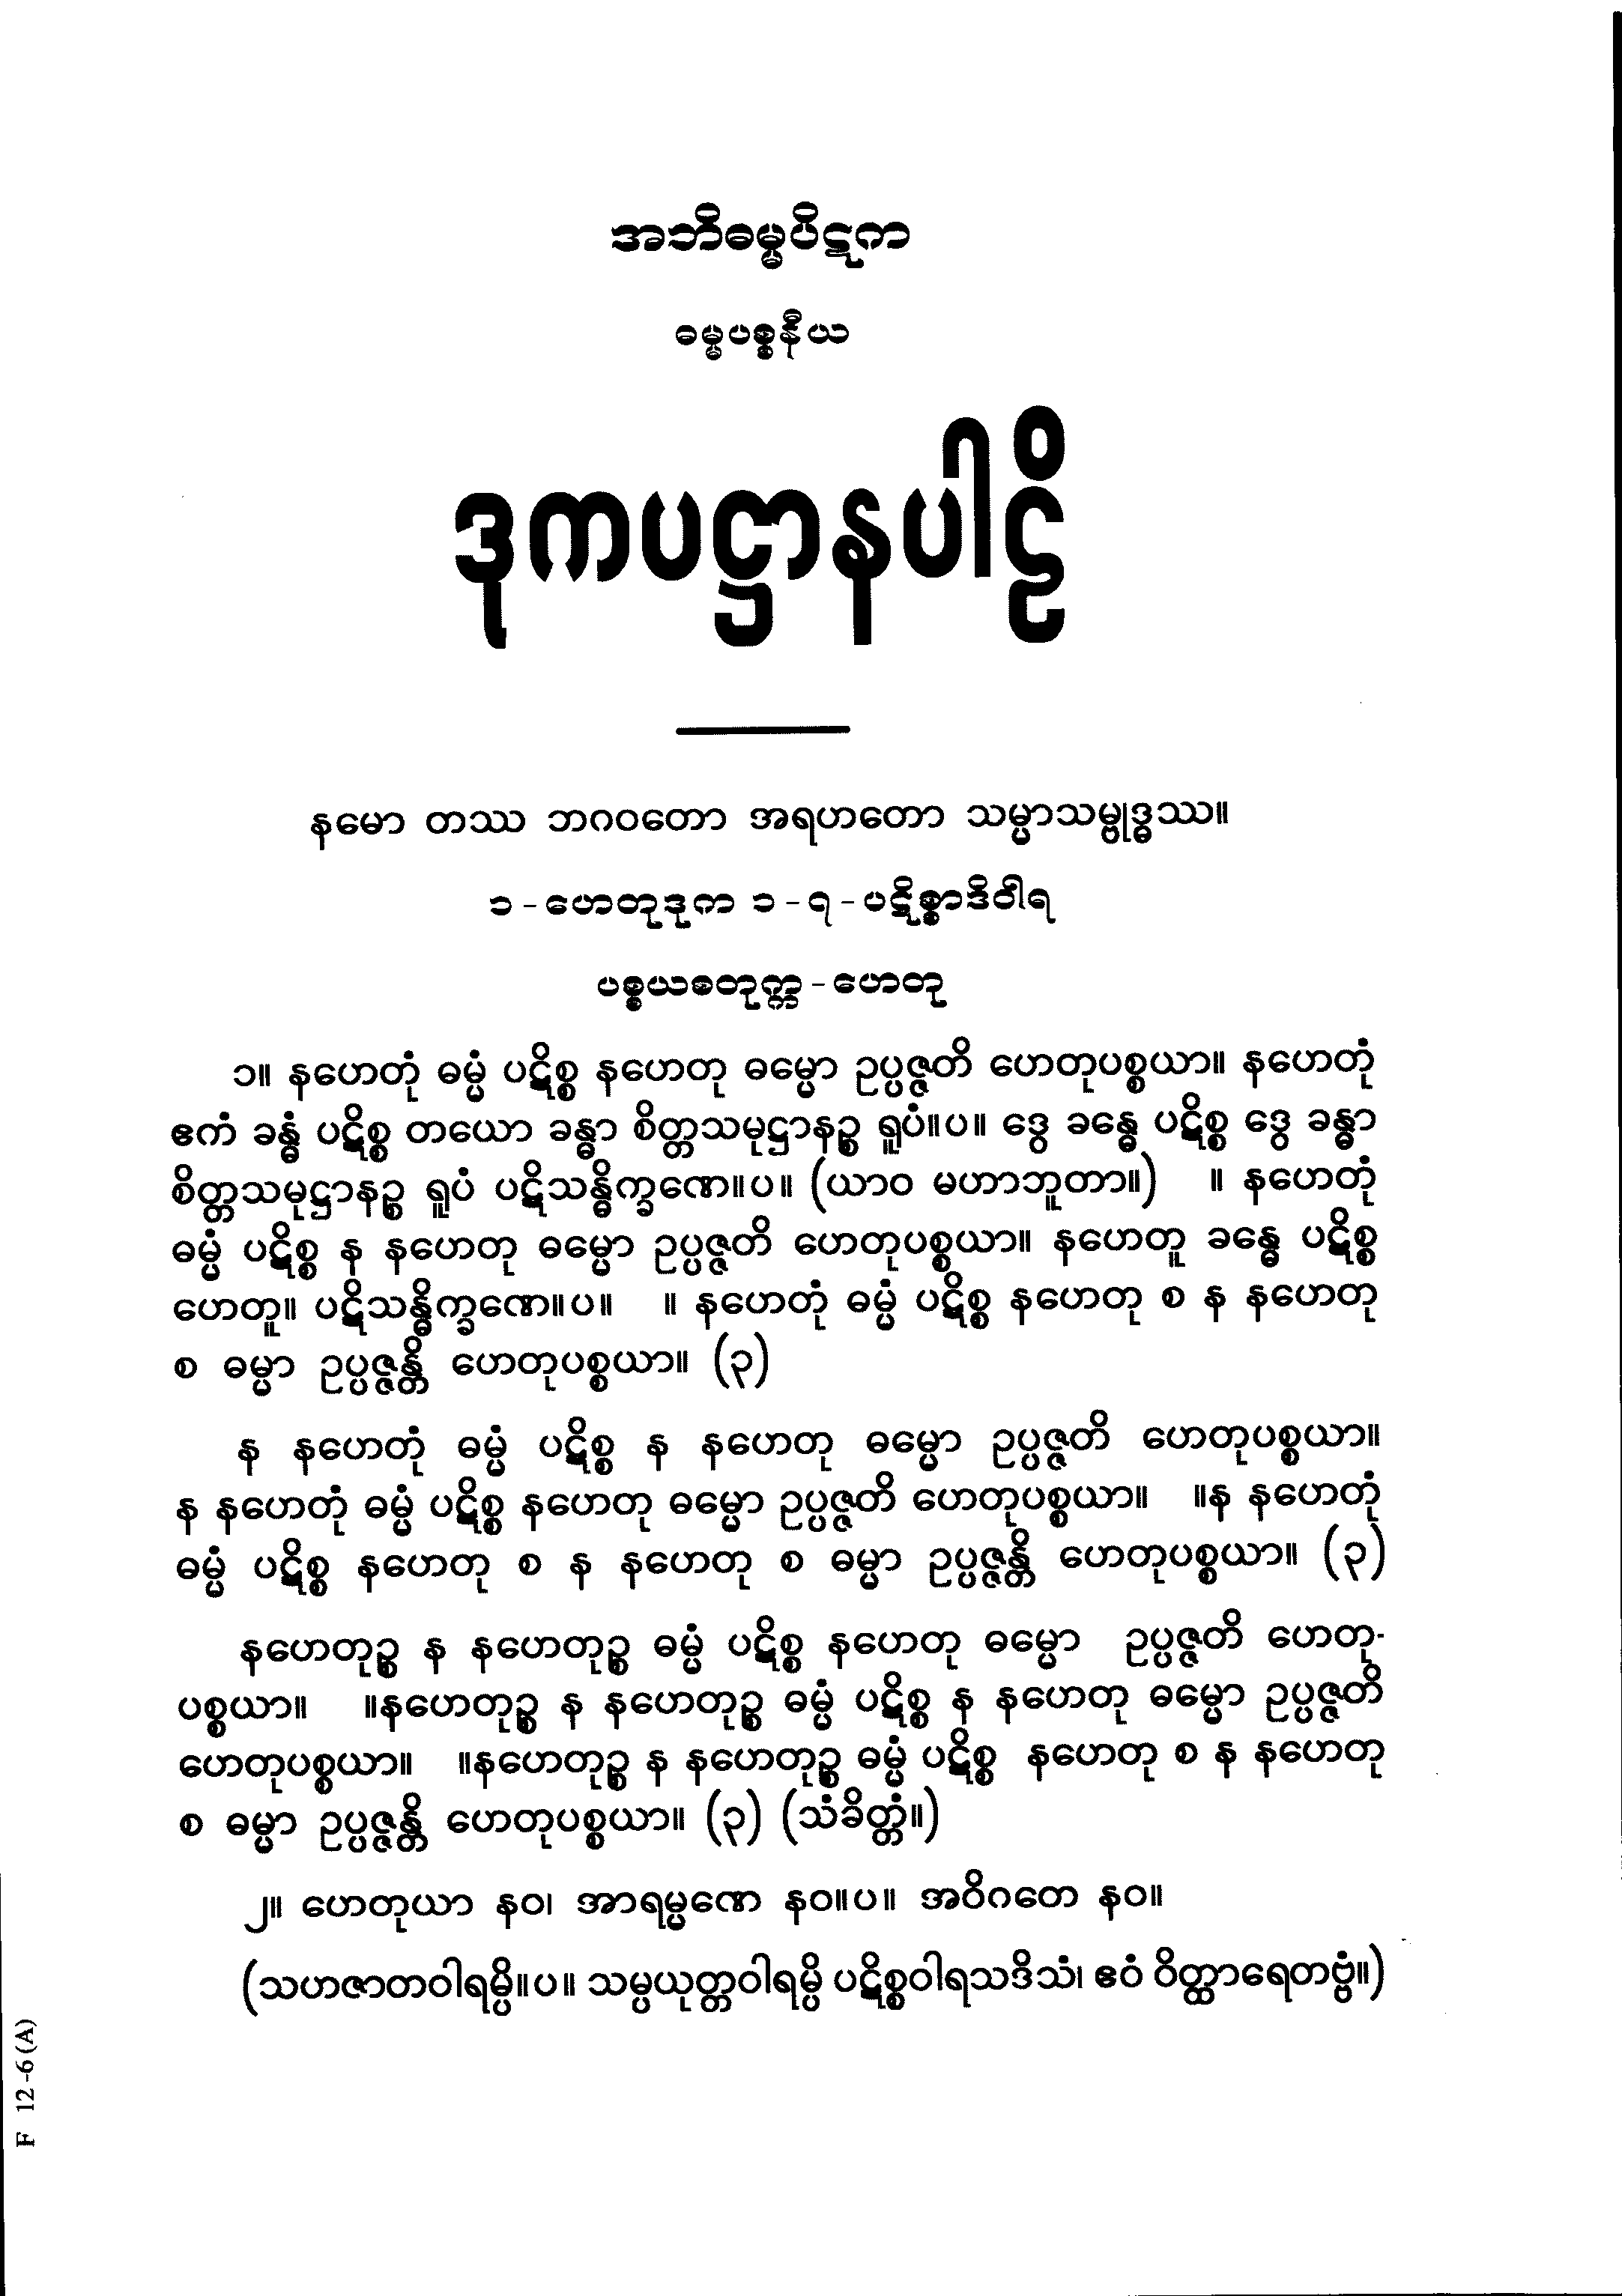 အဘိဓမ္မပိဋက
ဓမ္မပစ္စနီယ
ဒုကပဋ္ဌာနပါဠိ
နမော တဿ ဘဂဝတော အရဟတော သမ္မာသမ္ဗုဒ္ဓဿ။
၁ - ဟေတုဒုက ၁ - ၇ - ပဋိစ္စာဒိဝါရ
ပစ္စယစတုက္က - ဟေတု
၁။ နဟေတုံ ဓမ္မံ ပဋိစ္စ နဟေတု ဓမ္မော ဥပ္ပဇ္ဇတိ ဟေတုပစ္စယာ။ နဟေတုံ
ဧကံ ခန္ဓံ ပဋိစ္စ တယော ခန္ဓာ စိတ္တသမုဋ္ဌာနဉ္စ ရူပံ။ပ။ ဒွေ ခန္ဓေ ပဋိစ္စ ဒွေ ခန္ဓာ
စိတ္တသမုဋ္ဌာနဉ္စ ရူပံ ပဋိသန္ဓိက္ခဏေ။ပ။ (ယာဝ မဟာဘူတာ။) ။ နဟေတုံ
ဓမ္မံ ပဋိစ္စ န နဟေတု ဓမ္မော ဥပ္ပဇ္ဇတိ ဟေတုပစ္စယာ။ နဟေတူ ခန္ဓေ ပဋိစ္စ
ဟေတူ။ ပဋိသန္ဓိက္ခဏေ။ပ။ ။ နဟေတုံ ဓမ္မံ ပဋိစ္စ နဟေတု စ န နဟေတု
စ ဓမ္မာ ဥပ္ပဇ္ဇန္တိ ဟေတုပစ္စယာ။ (၃)
န နဟေတုံ ဓမ္မံ ပဋိစ္စ န နဟေတု ဓမ္မော ဥပ္ပဇ္ဇတိ ဟေတုပစ္စယာ။
န နဟေတုံ ဓမ္မံ ပဋိစ္စ နဟေတု ဓမ္မော ဥပ္ပဇ္ဇတိ ဟေတုပစ္စယာ။ ။န နဟေတုံ
ဓမ္မံ ပဋိစ္စ နဟေတု စ န နဟေတု စ ဓမ္မာ ဥပ္ပဇ္ဇန္တိ ဟေတုပစ္စယာ။ (၃)
နဟေတုဉ္စ န နဟေတုဉ္စ ဓမ္မံ ပဋိစ္စ နဟေတု ဓမ္မော ဥပ္ပဇ္ဇတိ ဟေတု-
ပစ္စယာ။ ။နဟေတုဉ္စ န နဟေတုဉ္စ ဓမ္မံ ပဋိစ္စ န နဟေတု ဓမ္မော ဥပ္ပဇ္ဇတိ
ဟေတုပစ္စယာ။ ။နဟေတုဉ္စ န နဟေတုဉ္စ ဓမ္မံ ပဋိစ္စ နဟေတု စ န နဟေတု
စ ဓမ္မာ ဥပ္ပဇ္ဇန္တိ ဟေတုပစ္စယာ။ (၃) (သံခိတ္တံ။)
၂။ ဟေတုယာ နဝ၊ အာရမ္မဏေ နဝ။ပ။ အဝိဂတေ နဝ။
(သဟဇာတဝါရမ္ပိ။ပ။ သမ္ပယုတ္တဝါရမ္ပိ ပဋိစ္စဝါရသဒိသံ၊ ဧဝံ ဝိတ္ထာရေတဗ္ဗံ။)
F 12-6(A)